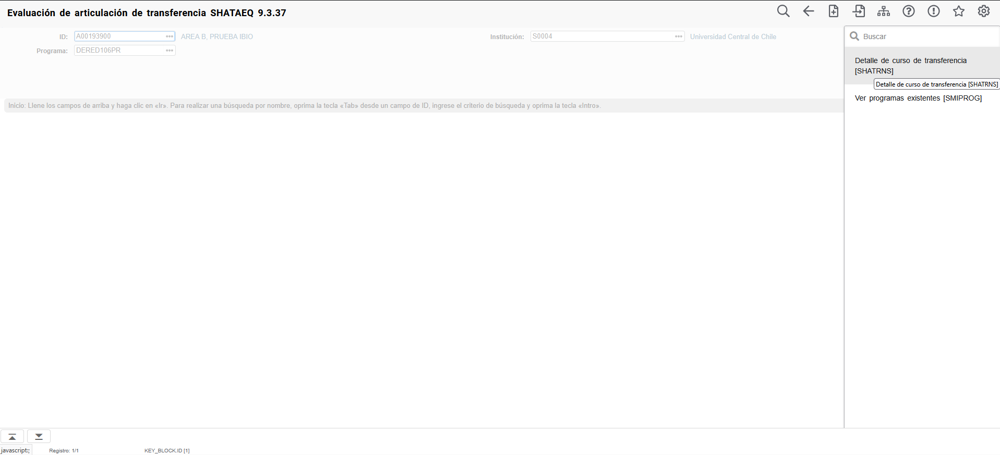 Evaluación de articulación de transferencia SHATAEQ 9.3.37
ID: A00193900 ••• AREA B, PRUEBA IBIO
Institución: S0004 ••• Universidad Central de Chile
Programa: DERED106PR •••
Buscar
Detalle de curso de transferencia
[SHATRNS]
Detalle de curso de transferencia [SHATRNS]
Ver programas existentes [SMIPROG]
Inicio: Llene los campos de arriba y haga clic en «Ir». Para realizar una búsqueda por nombre, oprima la tecla «Tab» desde un campo de ID, ingrese el criterio de búsqueda y oprima la tecla «Intro».
javascript:;
Registro: 1/1
KEY_BLOCK.ID [1]